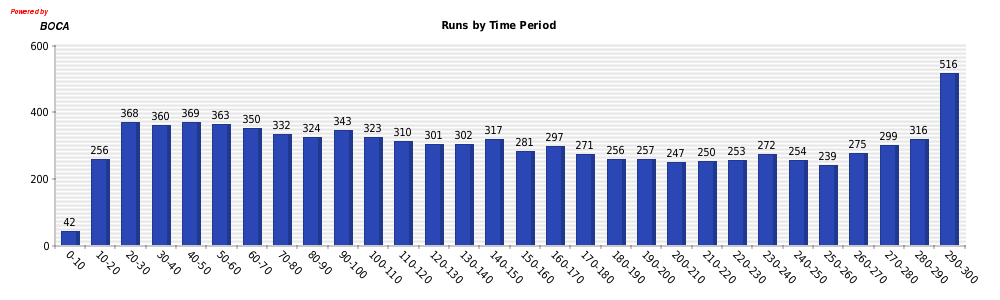 Powered by
BOCA
Runs by Time Period
600
400
200
0
42 256 368 360 369 363 350 332 324 343 323 310 301 302 317 281 297 271 256 257 247 250 253 272 254 239 275 299 316 516
0-10 10-20 20-30 30-40 40-50 50-60 60-70 70-80 80-90 90-100 100-110 110-120 120-130 130-140 140-150 150-160 160-170 170-180 180-190 190-200 200-210 210-220 220-230 230-240 240-250 250-260 260-270 270-280 280-290 290-300